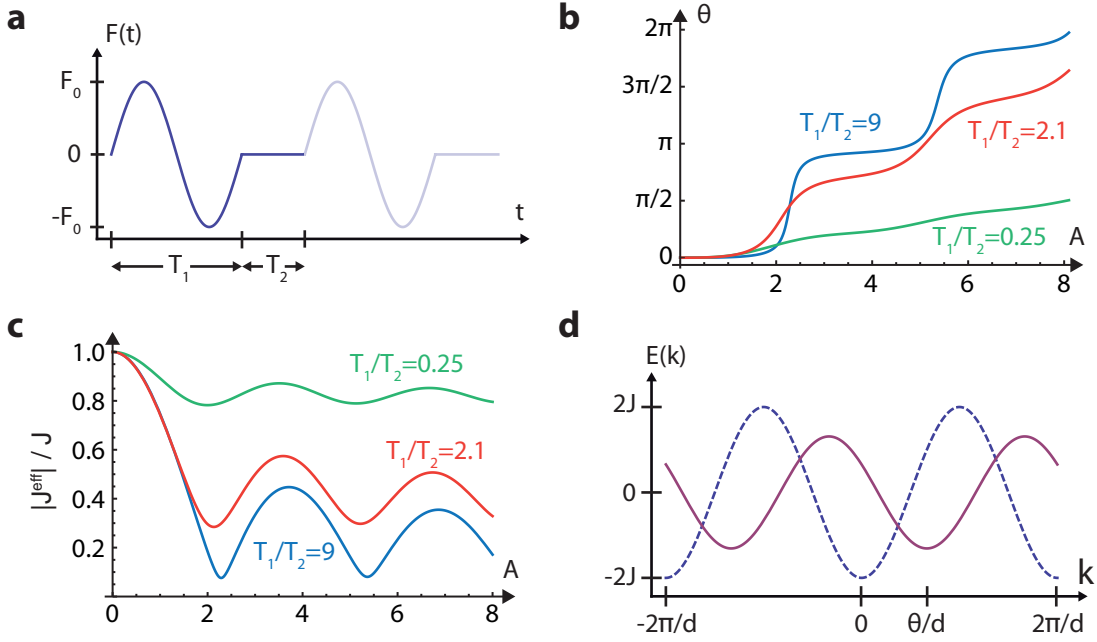 a
F(t)
F₀
0
-F₀
t
T₁ T₂
b
θ
2π
3π/2
π
π/2
0
T₁/T₂=9
T₁/T₂=2.1
T₁/T₂=0.25
A
0 2 4 6 8
c
|J^eff| / J
1.0
0.8
0.6
0.4
0.2
T₁/T₂=0.25
T₁/T₂=2.1
T₁/T₂=9
A
0 2 4 6 8
d
E(k)
2J
0
-2J
k
-2π/d 0 θ/d 2π/d